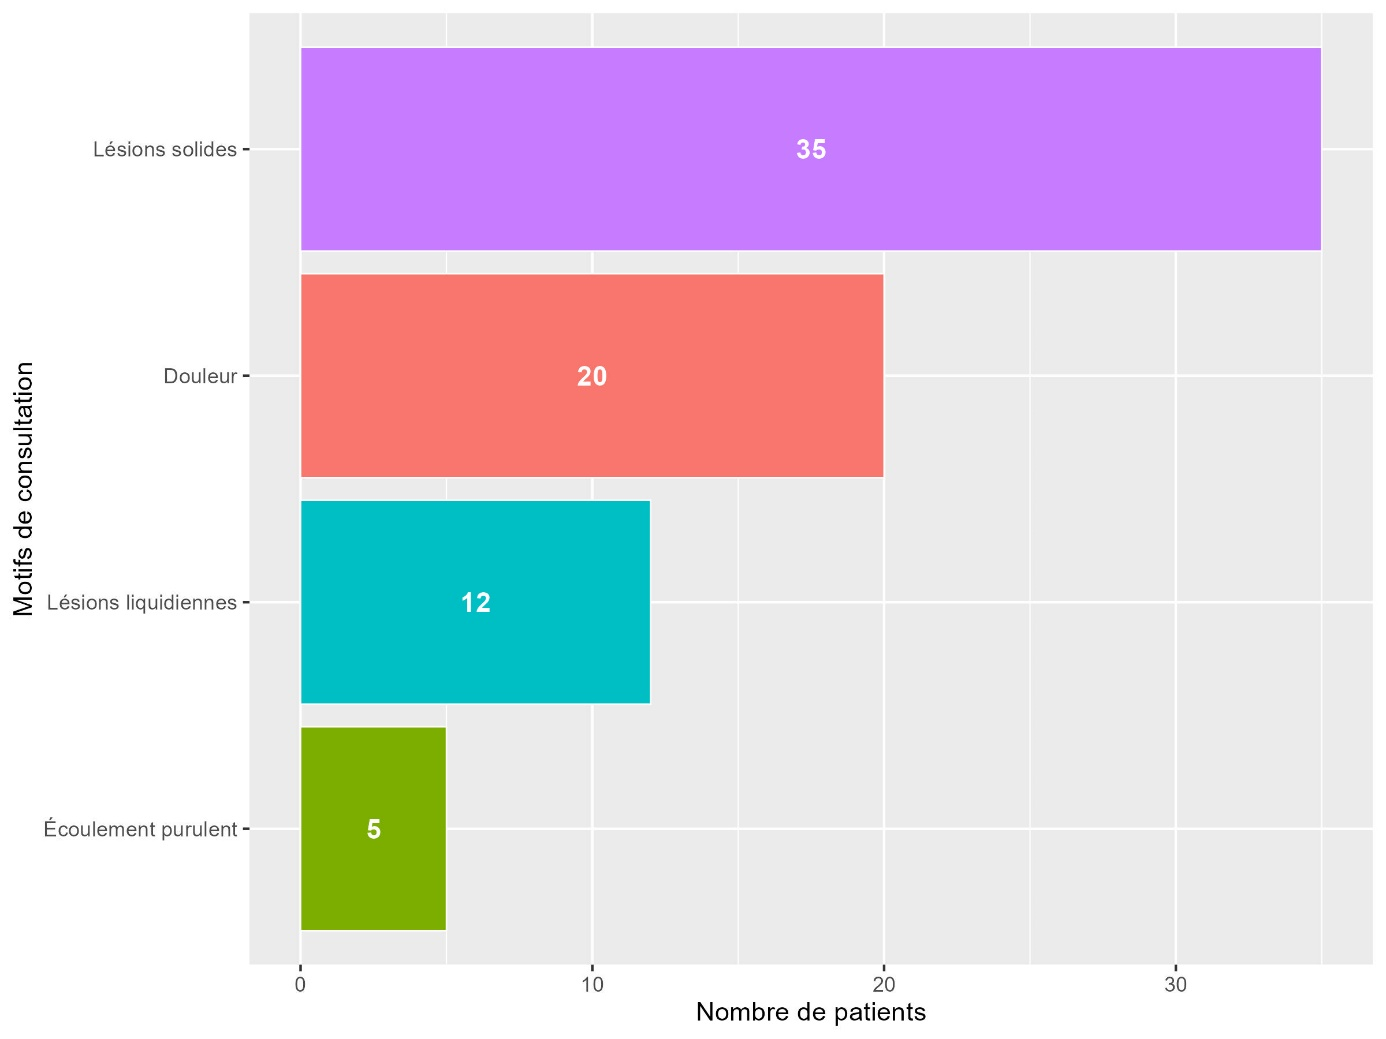 Motifs de consultation
Lésions solides
35
Douleur
20
Lésions liquidiennes
12
Écoulement purulent
5
0 10 20 30
Nombre de patients